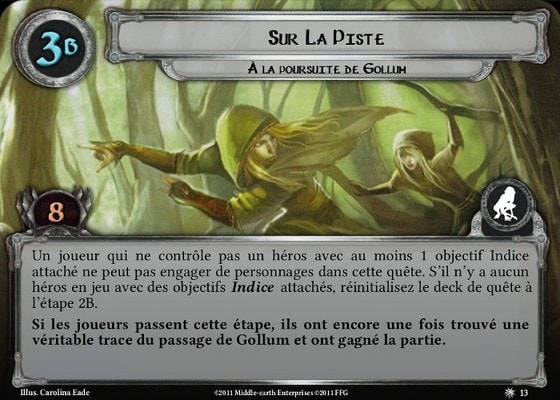 3B
SUR LA PISTE
À LA POURSUITE DE GOLLUM
8
Un joueur qui ne contrôle pas un héros avec au moins 1 objectif Indice
attaché ne peut pas engager de personnages dans cette quête. S'il n'y a aucun
héros en jeu avec des objectifs Indice attachés, réinitialisez le deck de quête à
l'étape 2B.
Si les joueurs passent cette étape, ils ont encore une fois trouvé une
véritable trace du passage de Gollum et ont gagné la partie.
Illus. Carolina Eade
©2011 Middle-earth Enterprises ©2011 FFG
13